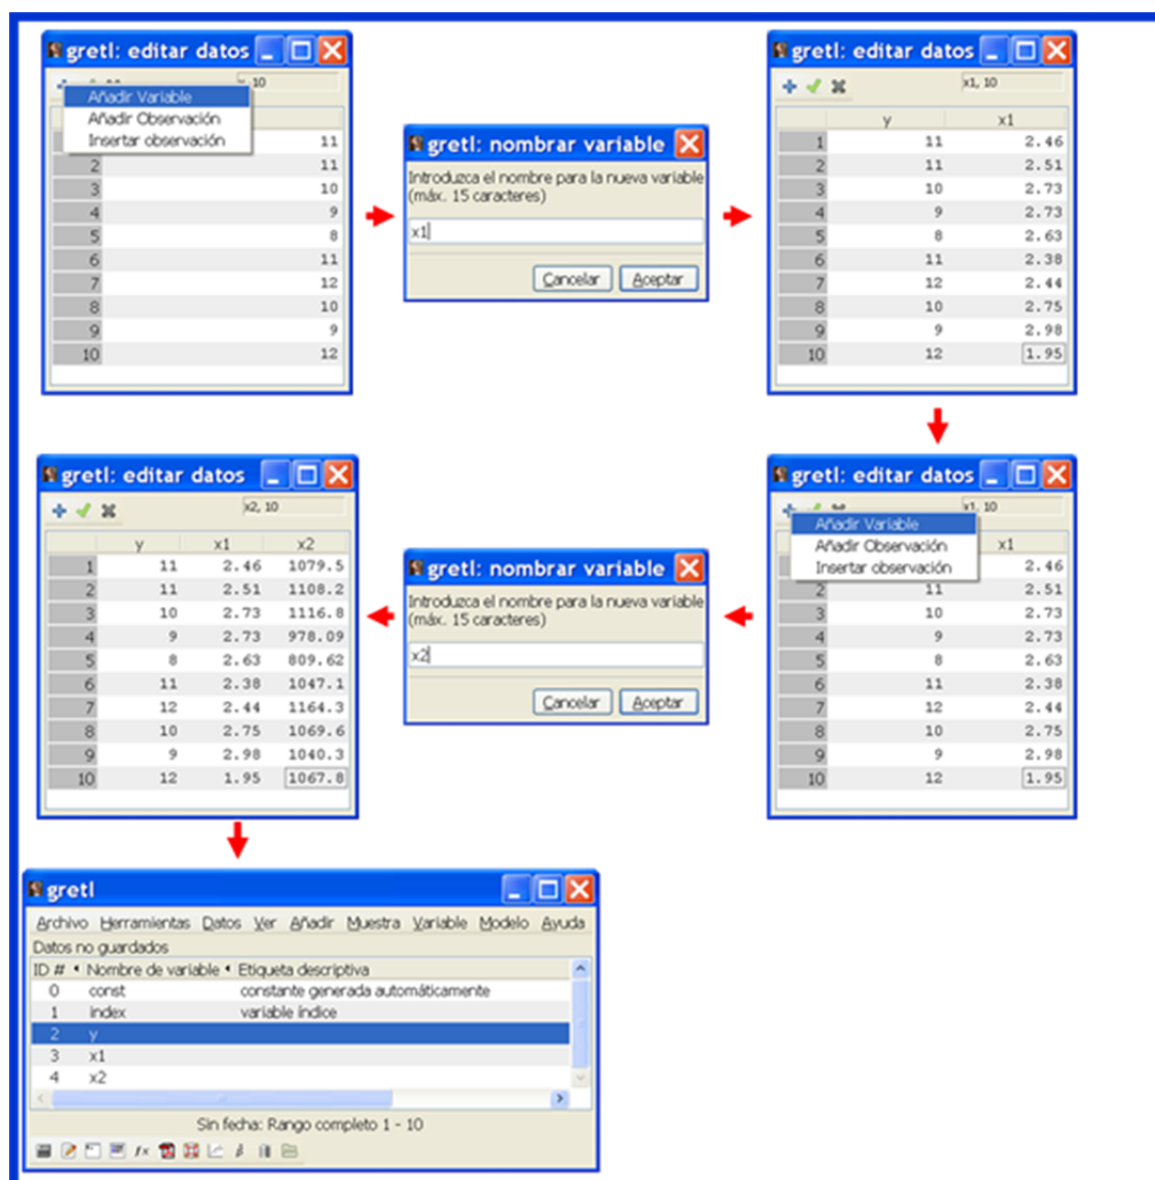 gretl: editar datos
10
Añadir Variable
Añadir Observación
Insertar observación
11
2 11
3 10
4 9
5 8
6 11
7 12
8 10
9 9
10 12
gretl: nombrar variable
Introduzca el nombre para la nueva variable
(máx. 15 caracteres)
x1
Cancelar Aceptar
gretl: editar datos
x1, 10
y x1
1 11 2.46
2 11 2.51
3 10 2.73
4 9 2.73
5 8 2.63
6 11 2.38
7 12 2.44
8 10 2.75
9 9 2.98
10 12 1.95
gretl: editar datos
x1, 10
Añadir Variable
Añadir Observación
Insertar observación
x1
2.46
2 11 2.51
3 10 2.73
4 9 2.73
5 8 2.63
6 11 2.38
7 12 2.44
8 10 2.75
9 9 2.98
10 12 1.95
gretl: nombrar variable
Introduzca el nombre para la nueva variable
(máx. 15 caracteres)
x2
Cancelar Aceptar
gretl: editar datos
x2, 10
y x1 x2
1 11 2.46 1079.5
2 11 2.51 1108.2
3 10 2.73 1116.8
4 9 2.73 978.09
5 8 2.63 809.62
6 11 2.38 1047.1
7 12 2.44 1164.3
8 10 2.75 1069.6
9 9 2.98 1040.3
10 12 1.95 1067.8
gretl
Archivo Herramientas Datos Ver Añadir Muestra Variable Modelo Ayuda
Datos no guardados
ID # Nombre de variable Etiqueta descriptiva
0 const constante generada automáticamente
1 index variable índice
2 y
3 x1
4 x2
Sin fecha: Rango completo 1 - 10